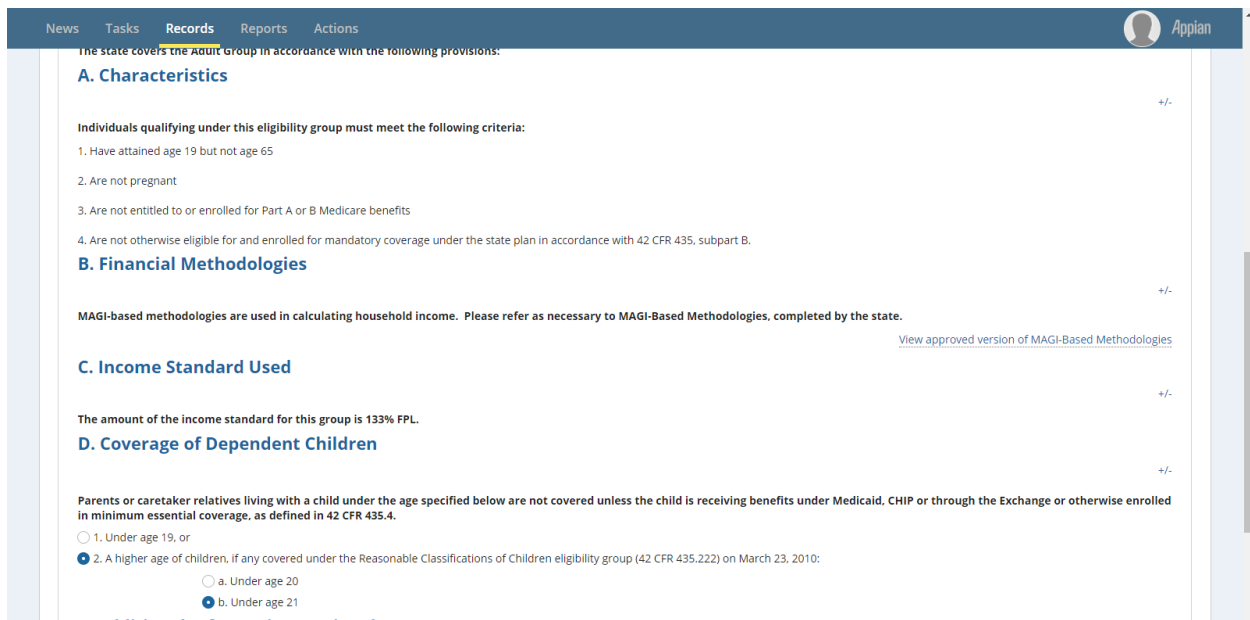 News Tasks Records Reports Actions Appian
The state covers the Adult Group in accordance with the following provisions:
A. Characteristics
+/-
Individuals qualifying under this eligibility group must meet the following criteria:
1. Have attained age 19 but not age 65
2. Are not pregnant
3. Are not entitled to or enrolled for Part A or B Medicare benefits
4. Are not otherwise eligible for and enrolled for mandatory coverage under the state plan in accordance with 42 CFR 435, subpart B.
B. Financial Methodologies
+/-
MAGI-based methodologies are used in calculating household income. Please refer as necessary to MAGI-Based Methodologies, completed by the state.
View approved version of MAGI-Based Methodologies
C. Income Standard Used
+/-
The amount of the income standard for this group is 133% FPL.
D. Coverage of Dependent Children
+/-
Parents or caretaker relatives living with a child under the age specified below are not covered unless the child is receiving benefits under Medicaid, CHIP or through the Exchange or otherwise enrolled
in minimum essential coverage, as defined in 42 CFR 435.4.
1. Under age 19, or
2. A higher age of children, if any covered under the Reasonable Classifications of Children eligibility group (42 CFR 435.222) on March 23, 2010:
a. Under age 20
b. Under age 21